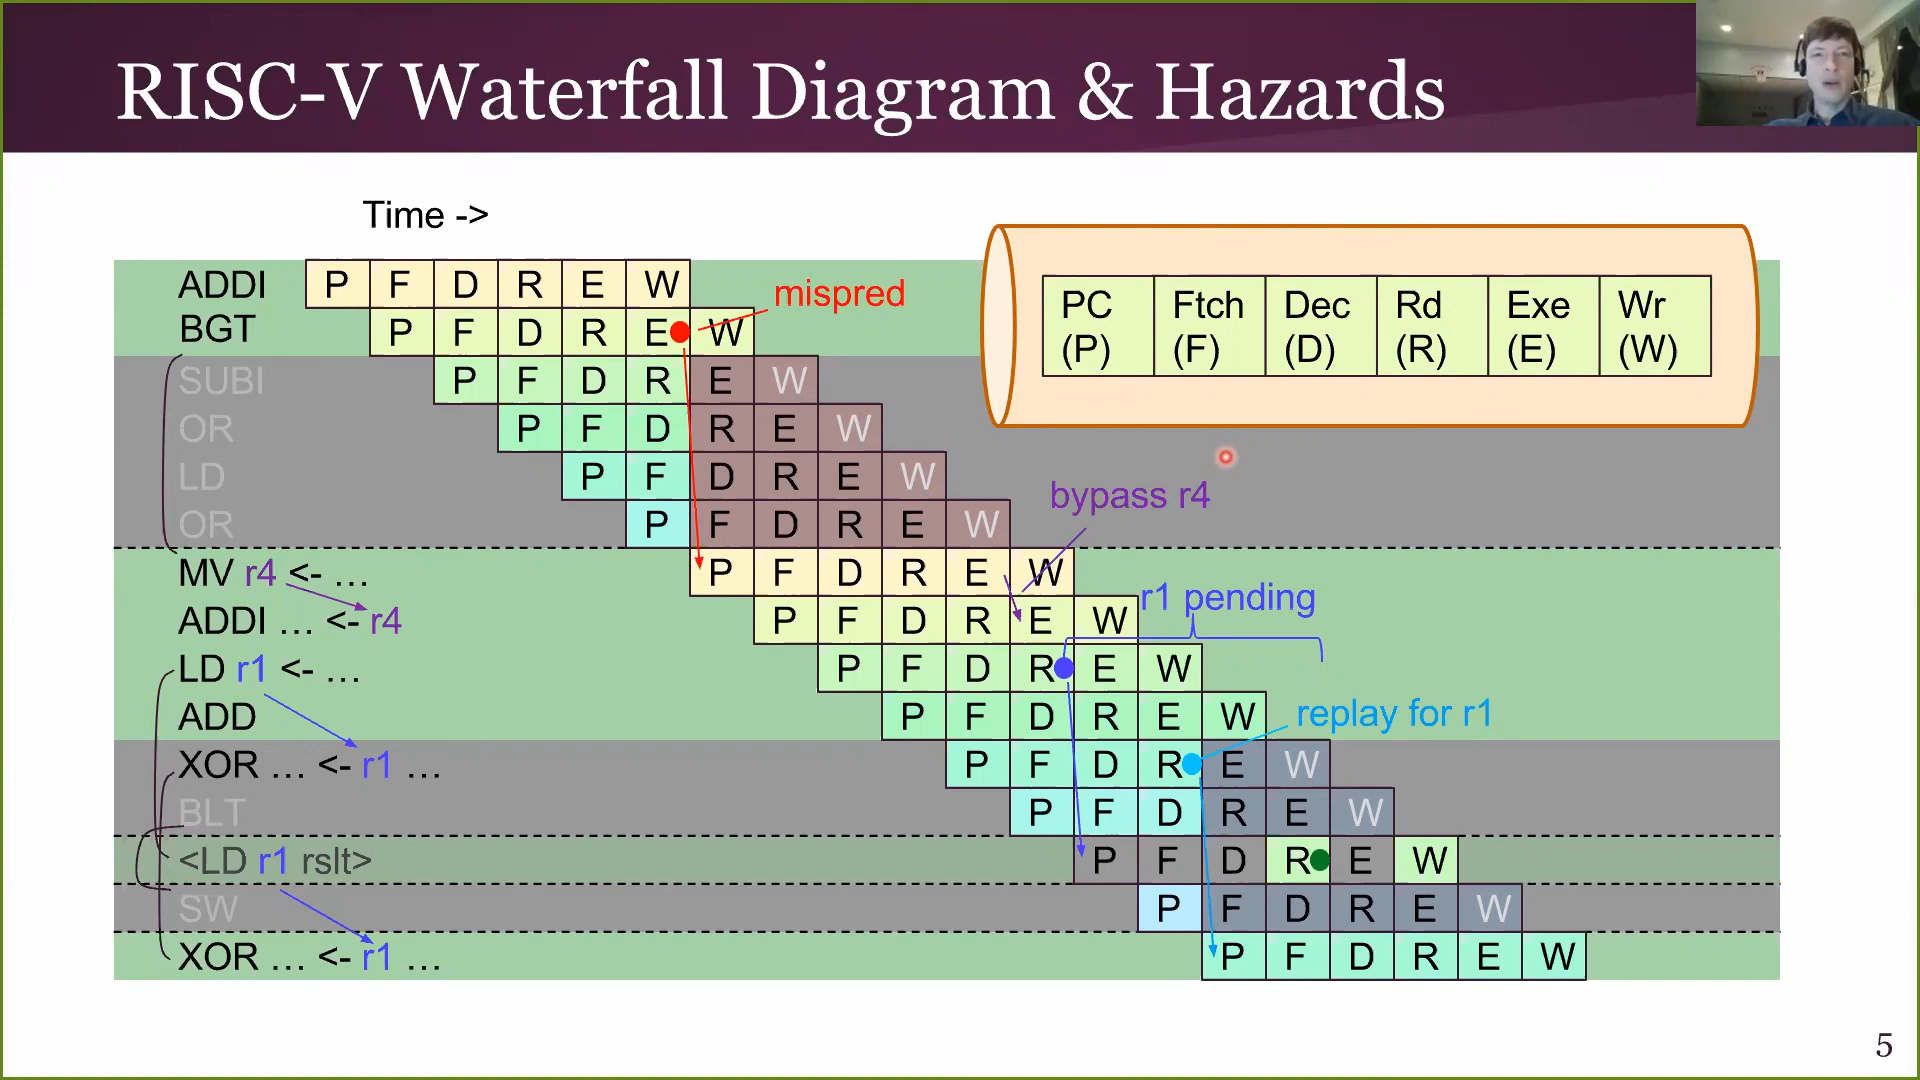 RISC-V Waterfall Diagram & Hazards
Time ->
PC (P) Ftch (F) Dec (D) Rd (R) Exe (E) Wr (W)
ADDI P F D R E W
mispred
BGT P F D R E W
SUBI P F D R E W
OR P F D R E W
LD P F D R E W
bypass r4
OR P F D R E W
MV r4 <- … P F D R E W
r1 pending
ADDI … <- r4 P F D R E W
LD r1 <- … P F D R E W
ADD P F D R E W
replay for r1
XOR … <- r1 … P F D R E W
BLT P F D R E W
<LD r1 rslt> P F D R E W
SW P F D R E W
XOR … <- r1 … P F D R E W
5